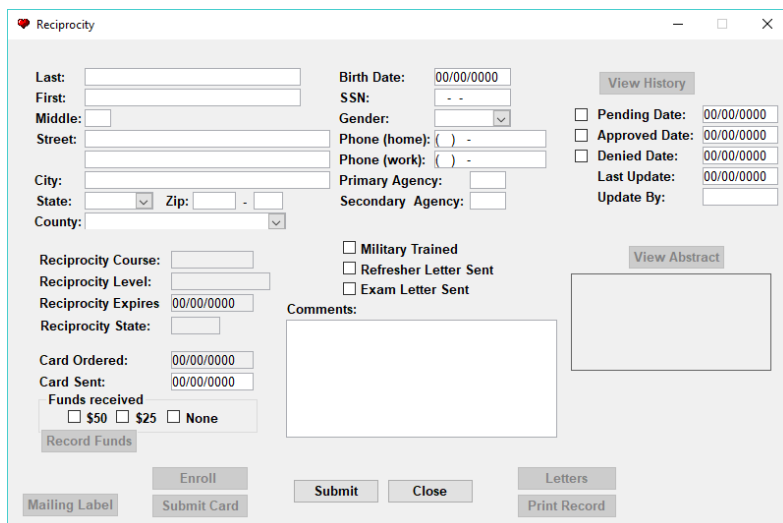 Reciprocity
Last:
First:
Middle:
Street:
City:
State:
Zip:
-
County:
Birth Date: 00/00/0000
SSN: - -
Gender:
Phone (home): ( ) -
Phone (work): ( ) -
Primary Agency:
Secondary Agency:
View History
Pending Date: 00/00/0000
Approved Date: 00/00/0000
Denied Date: 00/00/0000
Last Update: 00/00/0000
Update By:
Reciprocity Course:
Reciprocity Level:
Reciprocity Expires 00/00/0000
Reciprocity State:
Card Ordered: 00/00/0000
Card Sent: 00/00/0000
Funds received
$50 $25 None
Record Funds
Military Trained
Refresher Letter Sent
Exam Letter Sent
Comments:
View Abstract
Mailing Label
Enroll
Submit Card
Submit
Close
Letters
Print Record